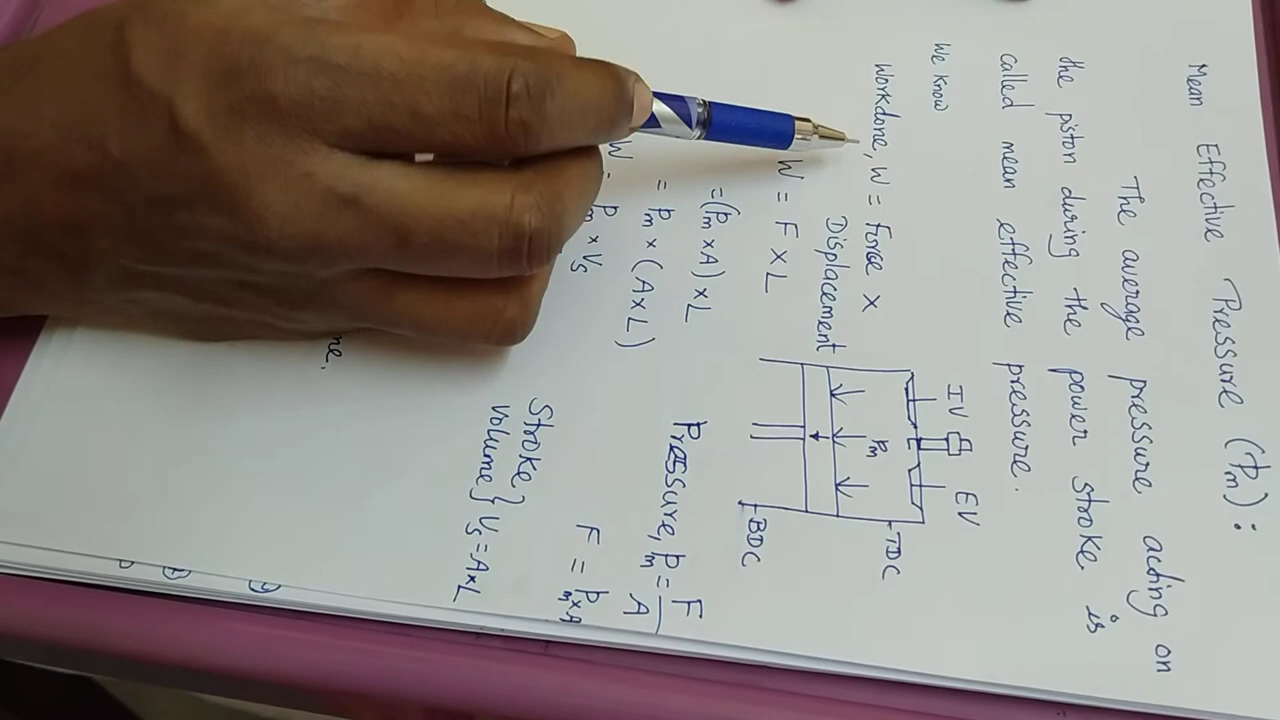 Mean Effective Pressure (Pm):
The average pressure acting on
the piston during the power stroke is
called mean effective pressure.
We know
Workdone, W = Force x
Displacement
W = F x L
= (Pm x A) x L
= Pm x (A x L)
W = Pm x Vs
IV
EV
Pm
TDC
BDC
Pressure, Pm = F/A
F = Pm x A
Stroke
Volume} Vs = A x L